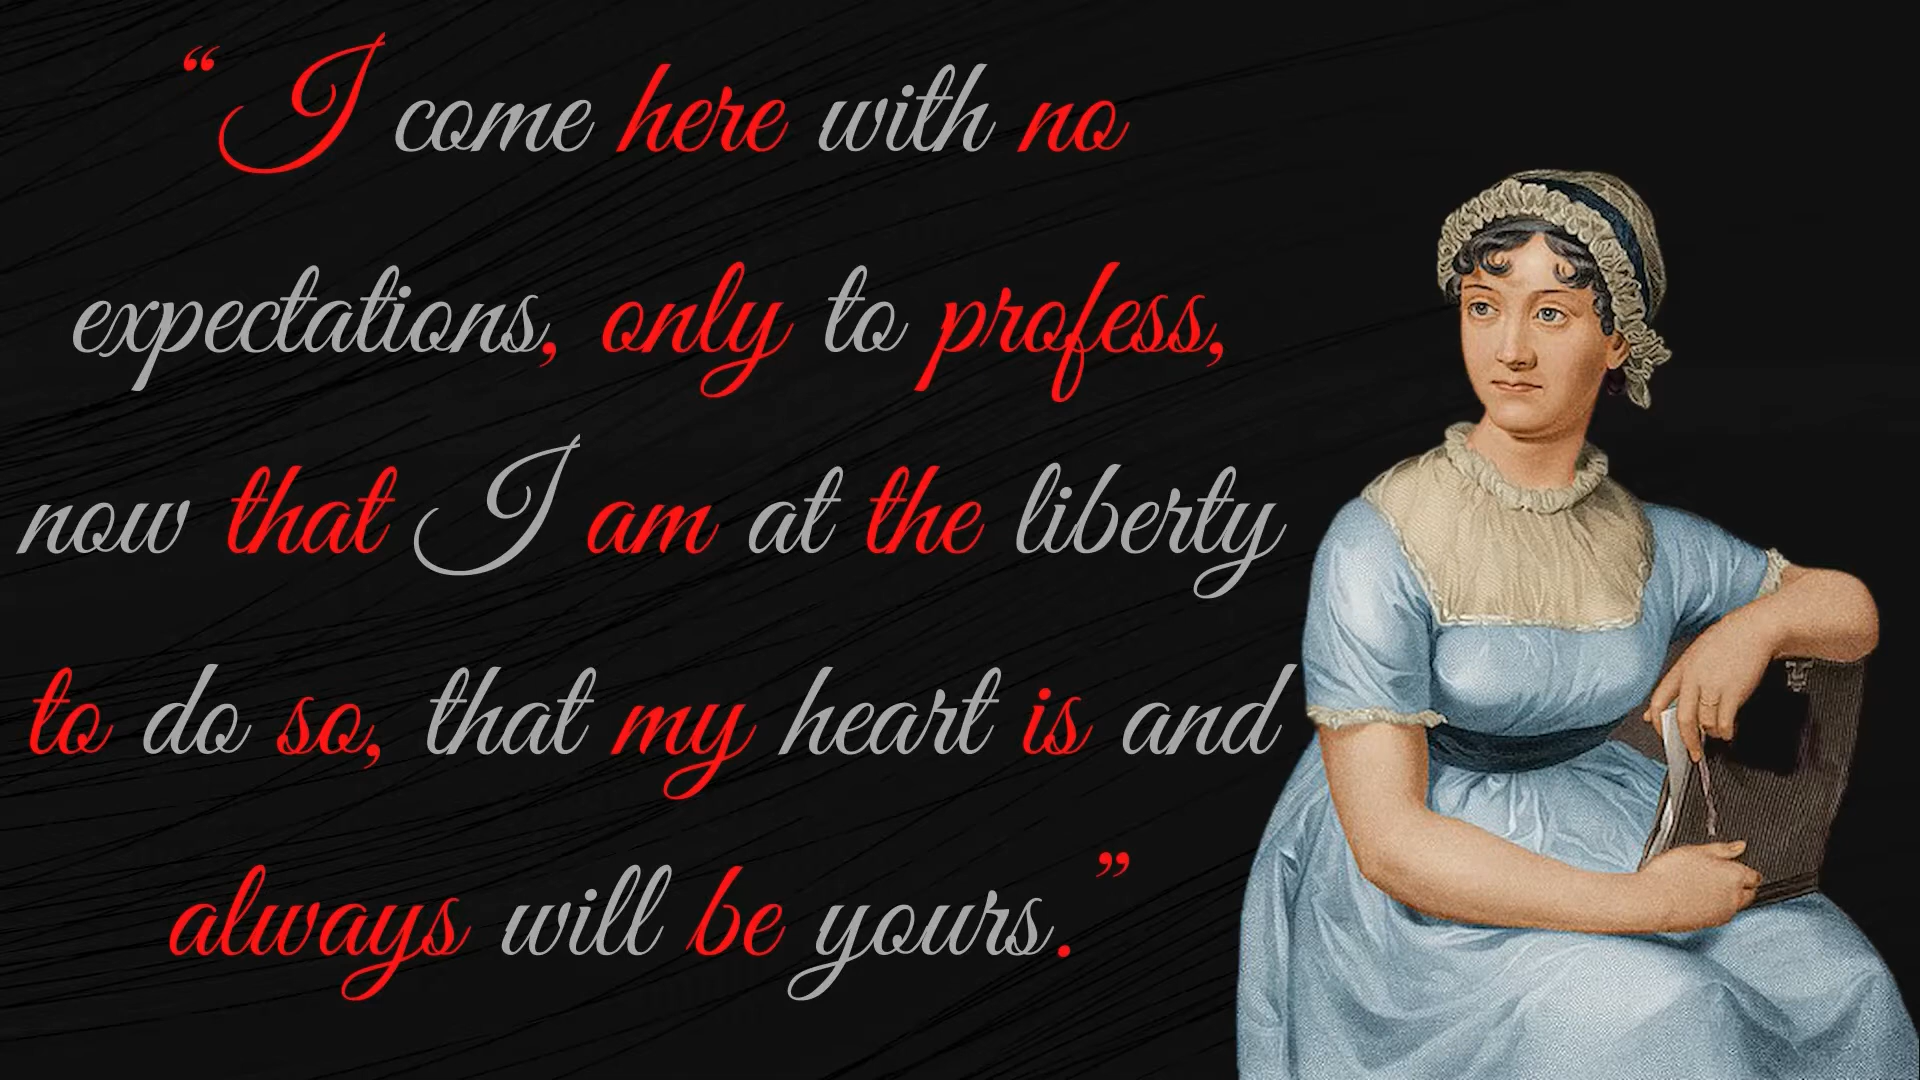 “I come here with no
expectations, only to profess,
now that I am at the liberty
to do so, that my heart is and
always will be yours.”